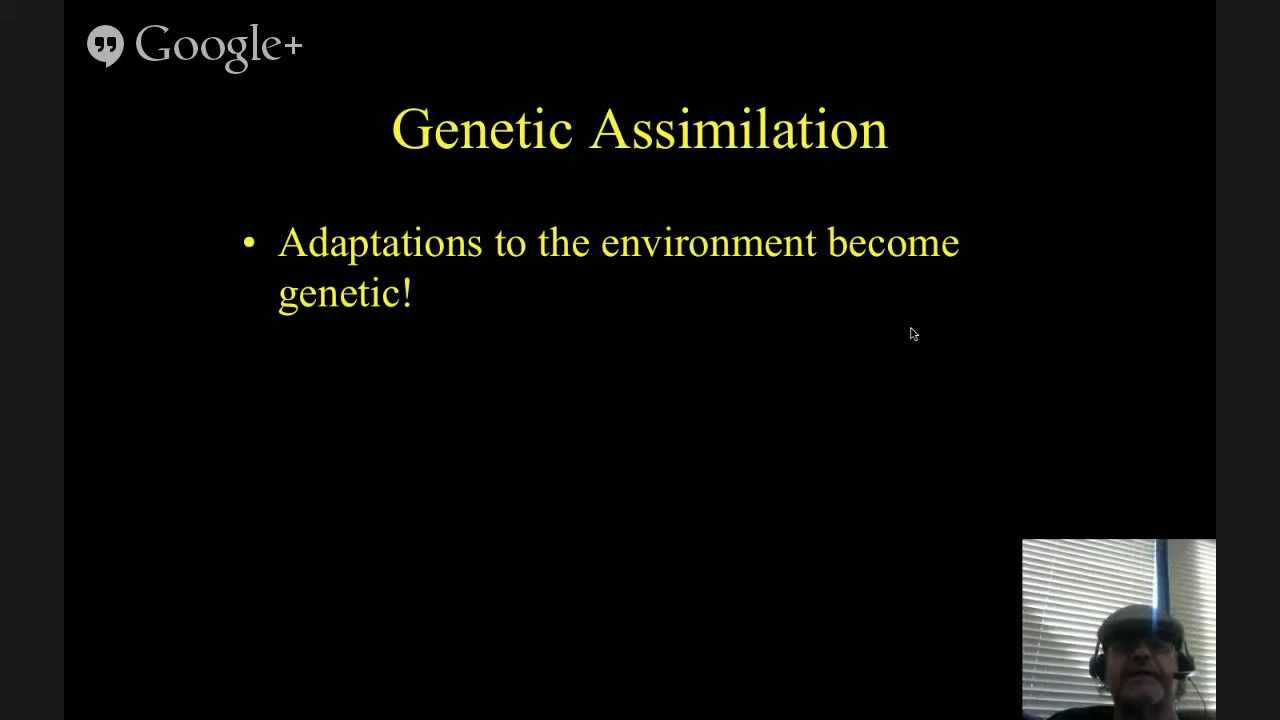 Google+
Genetic Assimilation
• Adaptations to the environment become
genetic!